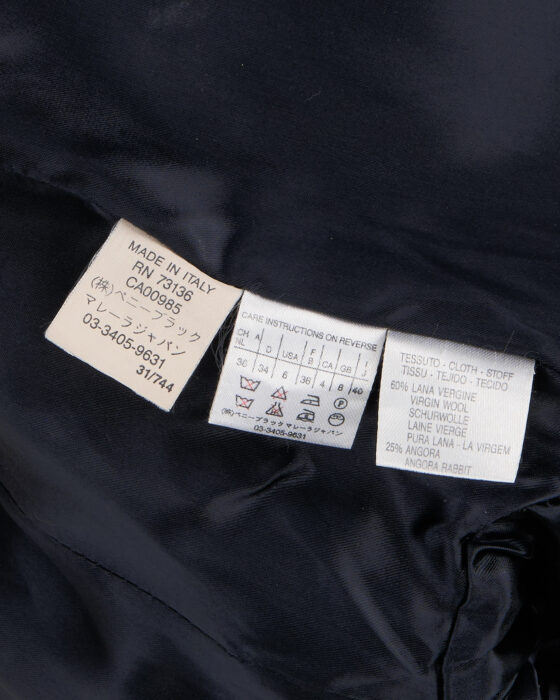 MADE IN ITALY
RN 73136
CA00985
(株)ペニーブラック
マレーラジャパン
03-3405-9631
31/744
CARE INSTRUCTIONS ON REVERSE
CH NL A D USA F B CA GB I
36 34 6 36 4 8 40
P
(株)ペニーブラックマレーラジャパン
03-3405-9631
TESSUTO - CLOTH - STOFF
TISSU - TEJIDO - TECIDO
60% LANA VERGINE
VIRGIN WOOL
SCHURWOLLE
LAINE VIERGE
PURA LANA - LA VIRGEM
25% ANGORA
ANGORA RABBIT